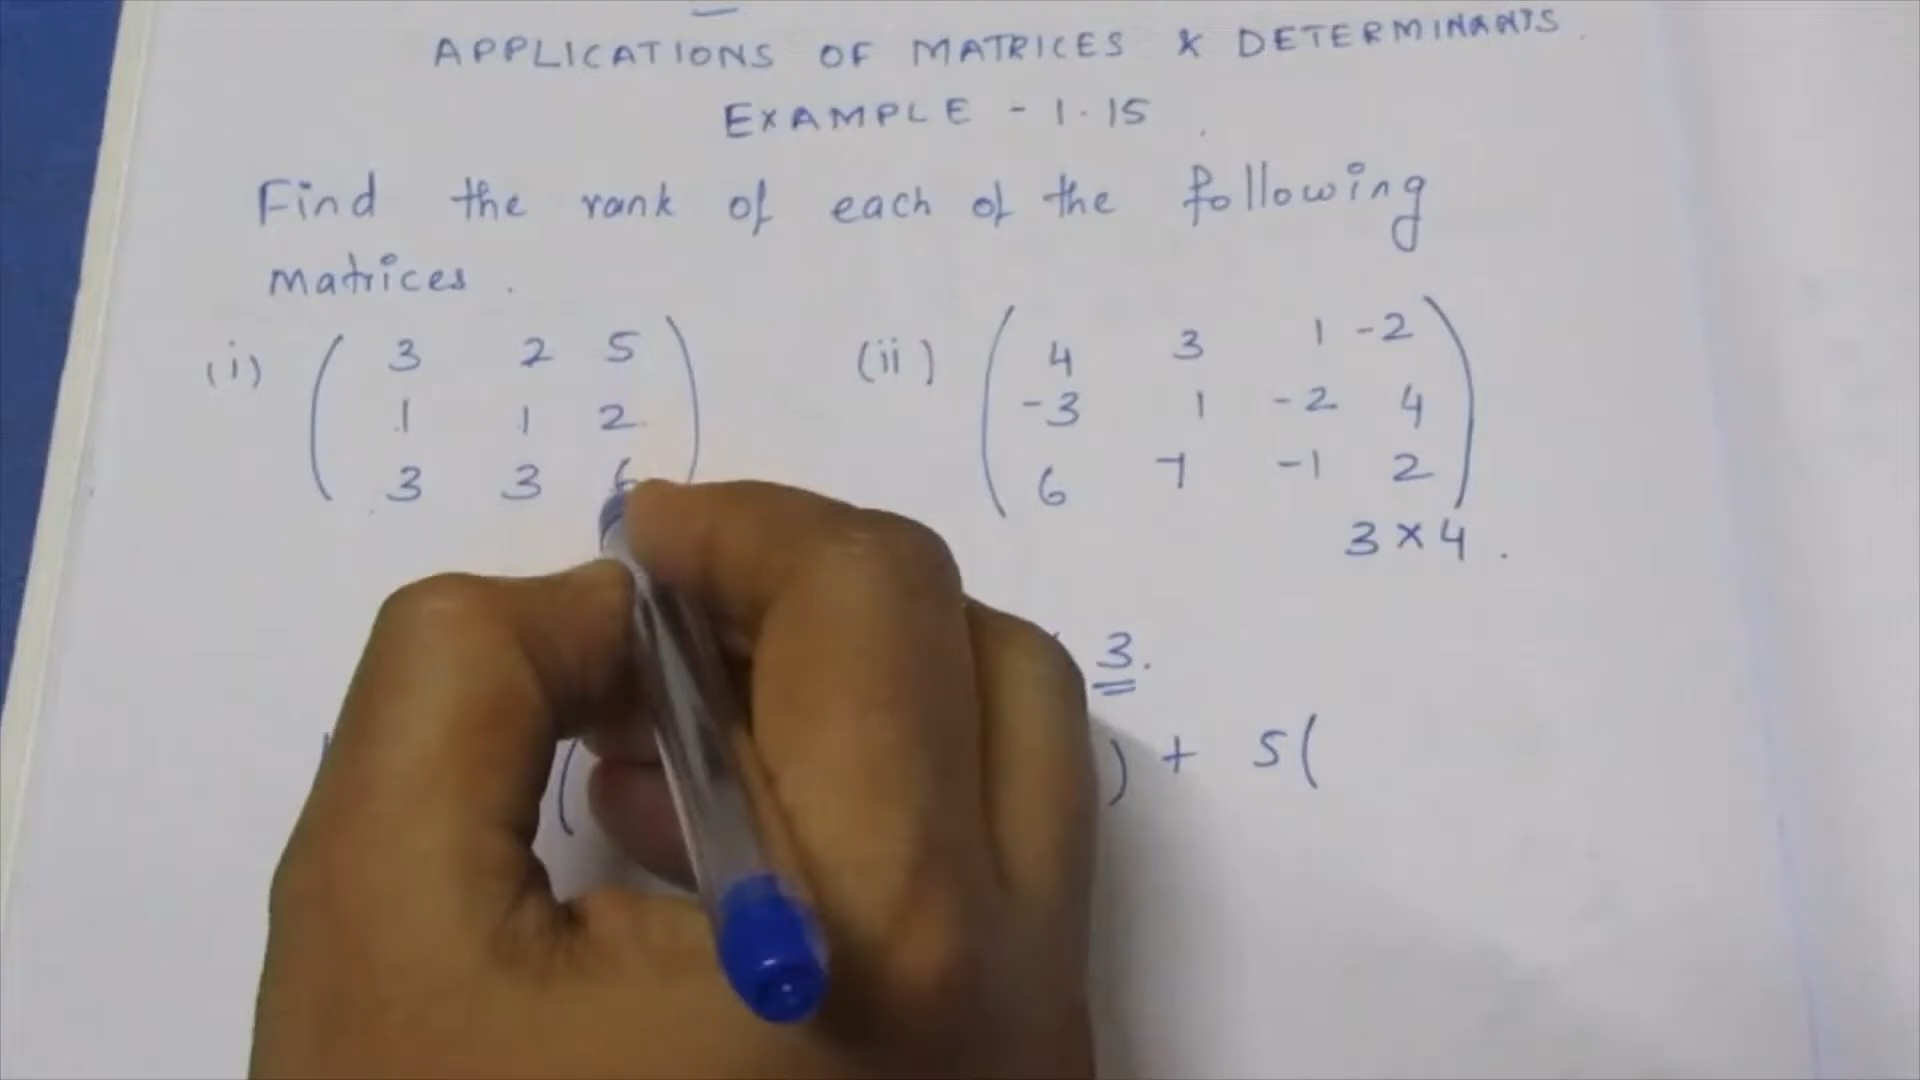 APPLICATIONS OF MATRICES & DETERMINANTS.
EXAMPLE - 1.15
Find the rank of each of the following
matrices.
(i) ( 3 2 5
1 1 2
3 3 6 )
(ii) ( 4 3 1 -2
-3 1 -2 4
6 7 -1 2 )
3 × 4.
3.
( ) + 5(